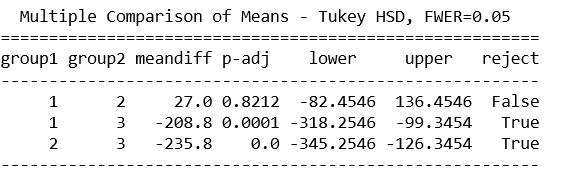 Multiple Comparison of Means - Tukey HSD, FWER=0.05
========================================================
group1 group2 meandiff p-adj lower upper reject
--------------------------------------------------------
1 2 27.0 0.8212 -82.4546 136.4546 False
1 3 -208.8 0.0001 -318.2546 -99.3454 True
2 3 -235.8 0.0 -345.2546 -126.3454 True
--------------------------------------------------------